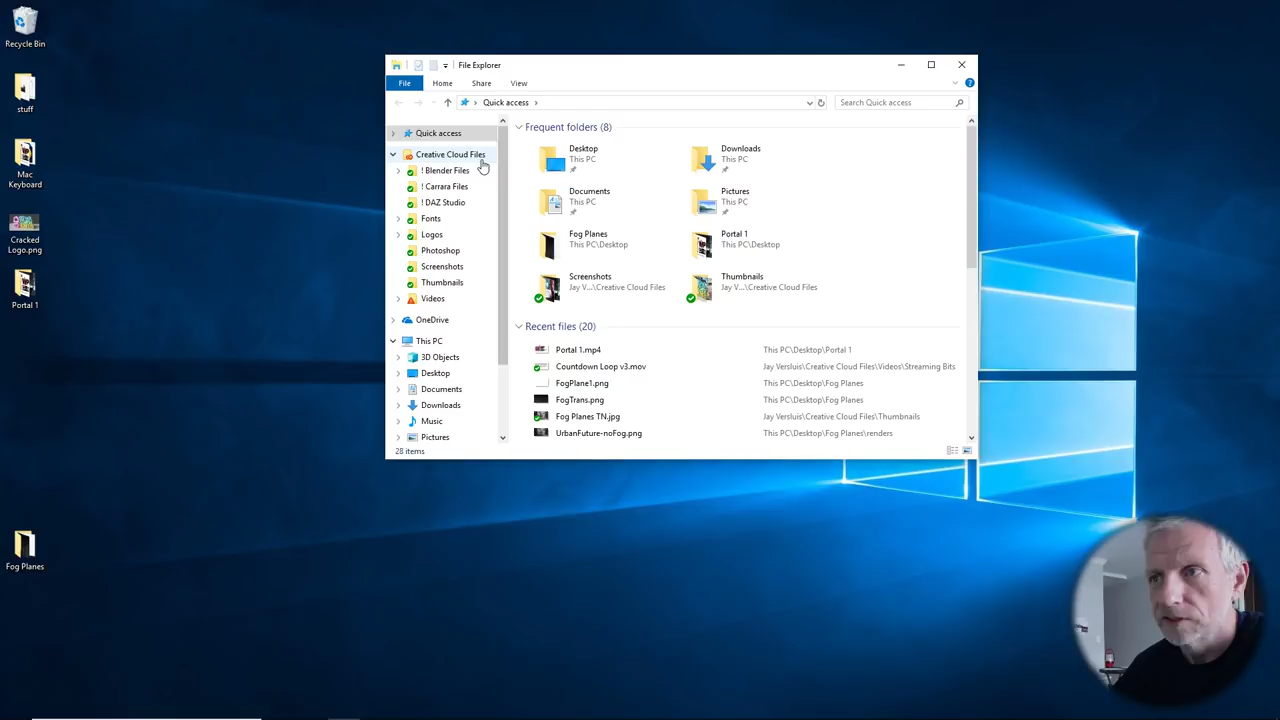 Recycle Bin
stuff
Mac
Keyboard
Cracked
Logo.png
Portal 1
Fog Planes
File Explorer
File
Home
Share
View
Quick access
Search Quick access
Quick access
Creative Cloud Files
! Blender Files
! Carrara Files
! DAZ Studio
Fonts
Logos
Photoshop
Screenshots
Thumbnails
Videos
OneDrive
This PC
3D Objects
Desktop
Documents
Downloads
Music
Pictures
Frequent folders (8)
Desktop
This PC
Downloads
This PC
Documents
This PC
Pictures
This PC
Fog Planes
This PC\Desktop
Portal 1
This PC\Desktop
Screenshots
Jay V...\Creative Cloud Files
Thumbnails
Jay V...\Creative Cloud Files
Recent files (20)
Portal 1.mp4 This PC\Desktop\Portal 1
Countdown Loop v3.mov Jay Versluis\Creative Cloud Files\Videos\Streaming Bits
FogPlane1.png This PC\Desktop\Fog Planes
FogTrans.png This PC\Desktop\Fog Planes
Fog Planes TN.jpg Jay Versluis\Creative Cloud Files\Thumbnails
UrbanFuture-noFog.png This PC\Desktop\Fog Planes\renders
28 items